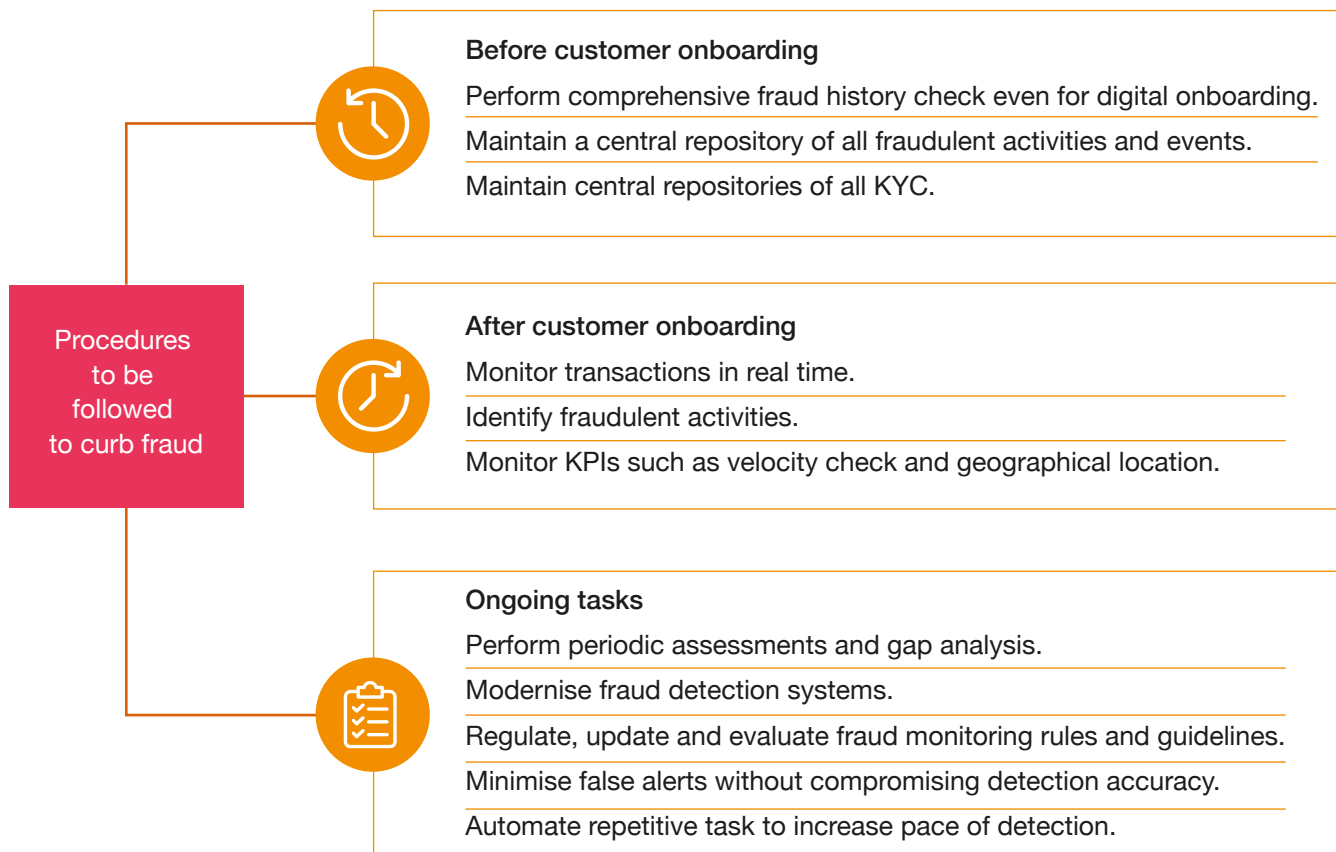 Procedures
to be
followed
to curb fraud
Before customer onboarding
Perform comprehensive fraud history check even for digital onboarding.
Maintain a central repository of all fraudulent activities and events.
Maintain central repositories of all KYC.
After customer onboarding
Monitor transactions in real time.
Identify fraudulent activities.
Monitor KPIs such as velocity check and geographical location.
Ongoing tasks
Perform periodic assessments and gap analysis.
Modernise fraud detection systems.
Regulate, update and evaluate fraud monitoring rules and guidelines.
Minimise false alerts without compromising detection accuracy.
Automate repetitive task to increase pace of detection.